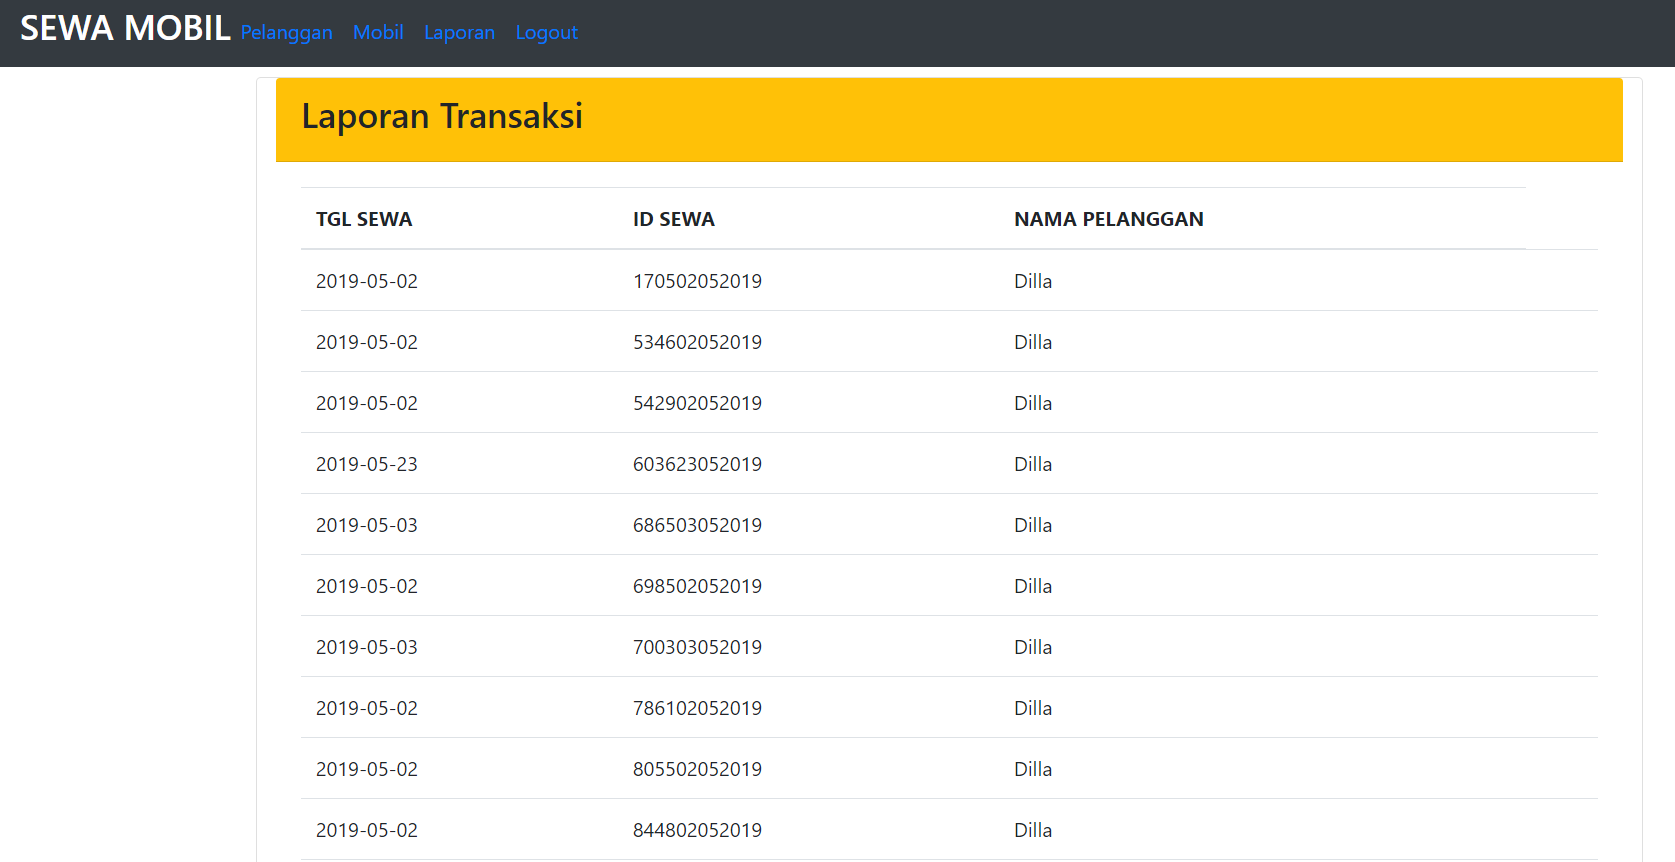 SEWA MOBIL Pelanggan Mobil Laporan Logout
Laporan Transaksi
TGL SEWA ID SEWA NAMA PELANGGAN
2019-05-02 170502052019 Dilla
2019-05-02 534602052019 Dilla
2019-05-02 542902052019 Dilla
2019-05-23 603623052019 Dilla
2019-05-03 686503052019 Dilla
2019-05-02 698502052019 Dilla
2019-05-03 700303052019 Dilla
2019-05-02 786102052019 Dilla
2019-05-02 805502052019 Dilla
2019-05-02 844802052019 Dilla